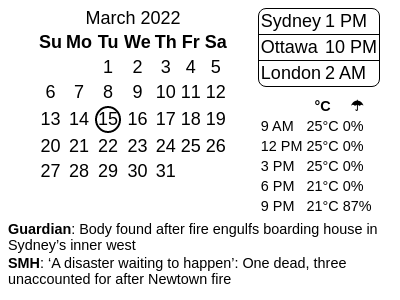 March 2022
Su Mo Tu We Th Fr Sa
1 2 3 4 5
6 7 8 9 10 11 12
13 14 15 16 17 18 19
20 21 22 23 24 25 26
27 28 29 30 31
Sydney 1 PM
Ottawa 10 PM
London 2 AM
°C ☂
9 AM 25°C 0%
12 PM 25°C 0%
3 PM 25°C 0%
6 PM 21°C 0%
9 PM 21°C 87%
Guardian: Body found after fire engulfs boarding house in
Sydney’s inner west
SMH: ‘A disaster waiting to happen’: One dead, three
unaccounted for after Newtown fire